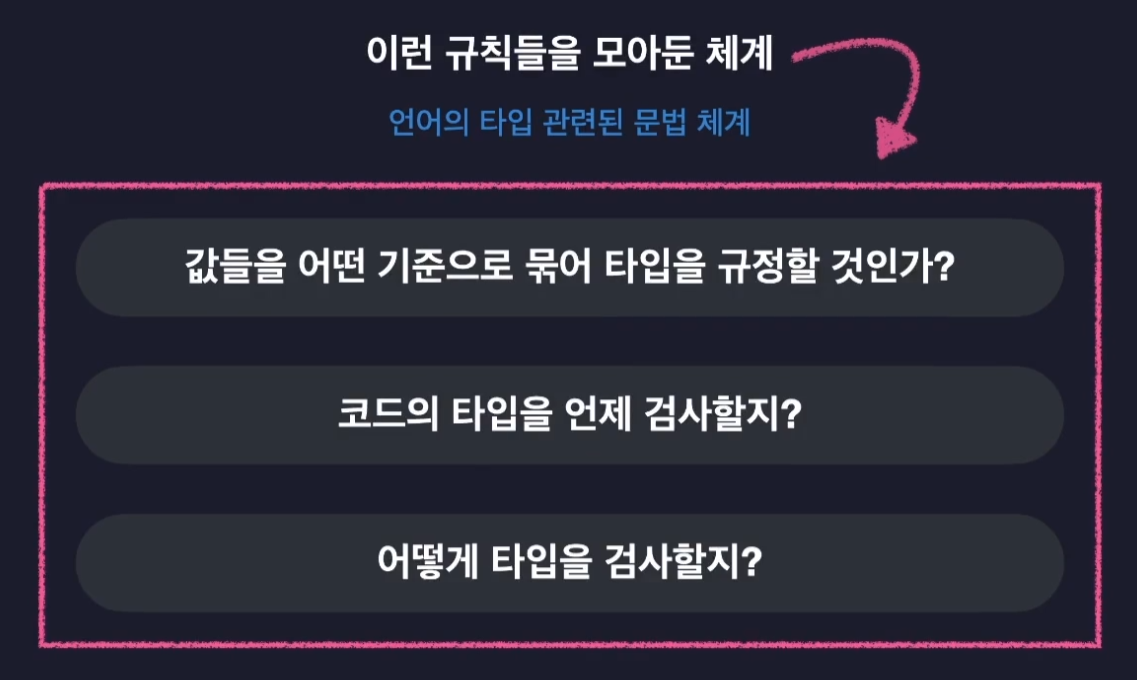 이런 규칙들을 모아둔 체계
언어의 타입 관련된 문법 체계
값들을 어떤 기준으로 묶어 타입을 규정할 것인가?
코드의 타입을 언제 검사할지?
어떻게 타입을 검사할지?